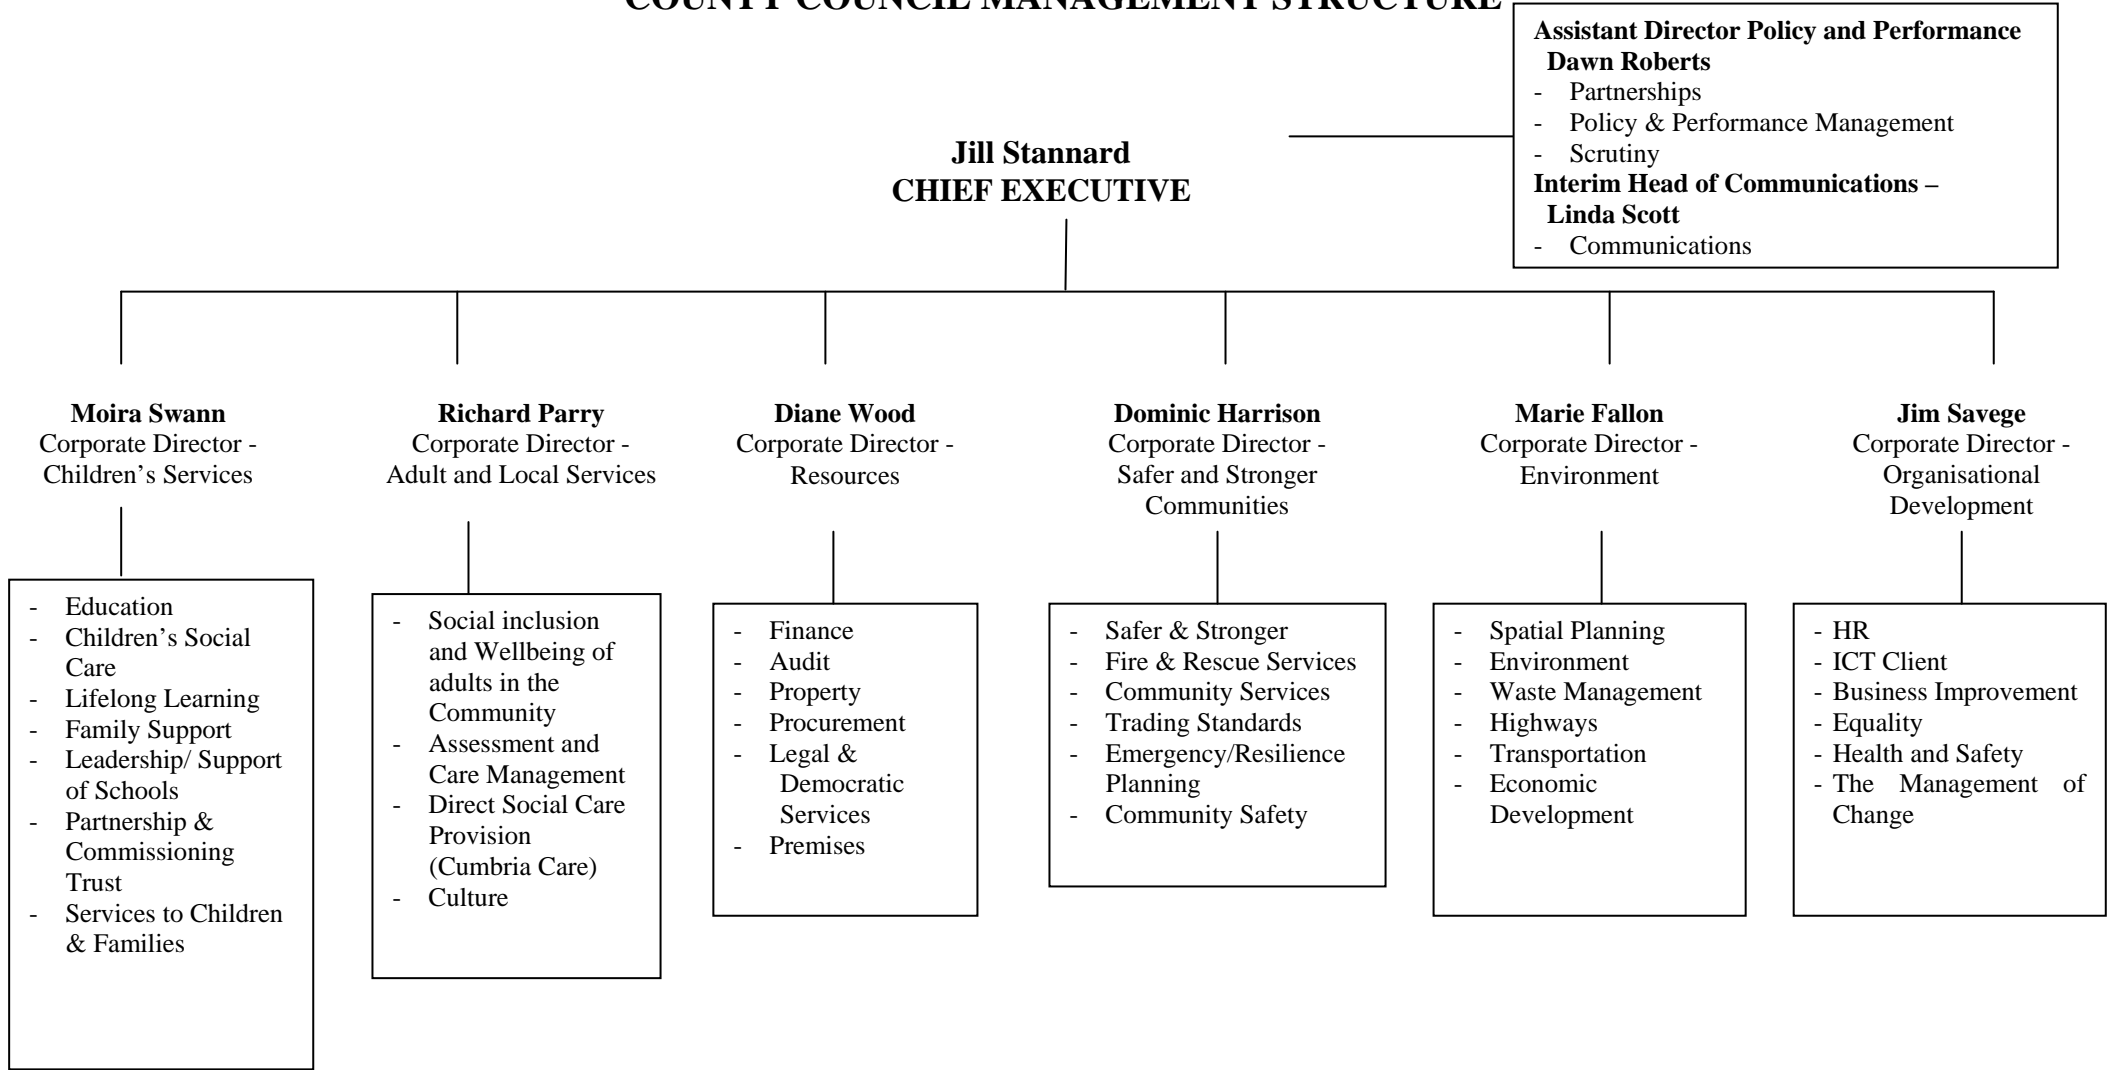 COUNTY COUNCIL MANAGEMENT STRUCTURE
Assistant Director Policy and Performance
Dawn Roberts
- Partnerships
- Policy & Performance Management
- Scrutiny
Interim Head of Communications –
Linda Scott
- Communications
Jill Stannard
CHIEF EXECUTIVE
Moira Swann
Corporate Director -
Children’s Services
- Education
- Children’s Social
Care
- Lifelong Learning
- Family Support
- Leadership/ Support
of Schools
- Partnership &
Commissioning
Trust
- Services to Children
& Families
Richard Parry
Corporate Director -
Adult and Local Services
- Social inclusion
and Wellbeing of
adults in the
Community
- Assessment and
Care Management
- Direct Social Care
Provision
(Cumbria Care)
- Culture
Diane Wood
Corporate Director -
Resources
- Finance
- Audit
- Property
- Procurement
- Legal &
Democratic
Services
- Premises
Dominic Harrison
Corporate Director -
Safer and Stronger
Communities
- Safer & Stronger
- Fire & Rescue Services
- Community Services
- Trading Standards
- Emergency/Resilience
Planning
- Community Safety
Marie Fallon
Corporate Director -
Environment
- Spatial Planning
- Environment
- Waste Management
- Highways
- Transportation
- Economic
Development
Jim Savege
Corporate Director -
Organisational
Development
- HR
- ICT Client
- Business Improvement
- Equality
- Health and Safety
- The Management of
Change